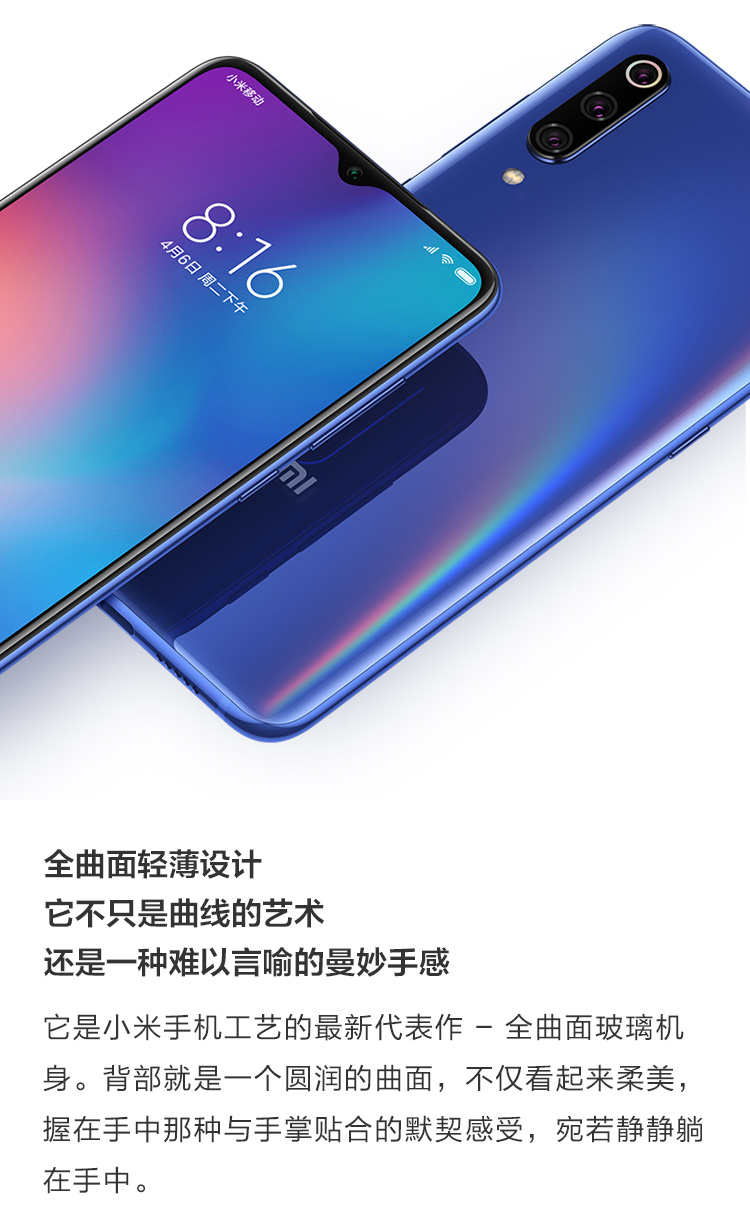 小米移动
8:16
4月6日 周二下午
mi
全曲面轻薄设计
它不只是曲线的艺术
还是一种难以言喻的曼妙手感
它是小米手机工艺的最新代表作 – 全曲面玻璃机
身。背部就是一个圆润的曲面，不仅看起来柔美，
握在手中那种与手掌贴合的默契感受，宛若静静躺
在手中。